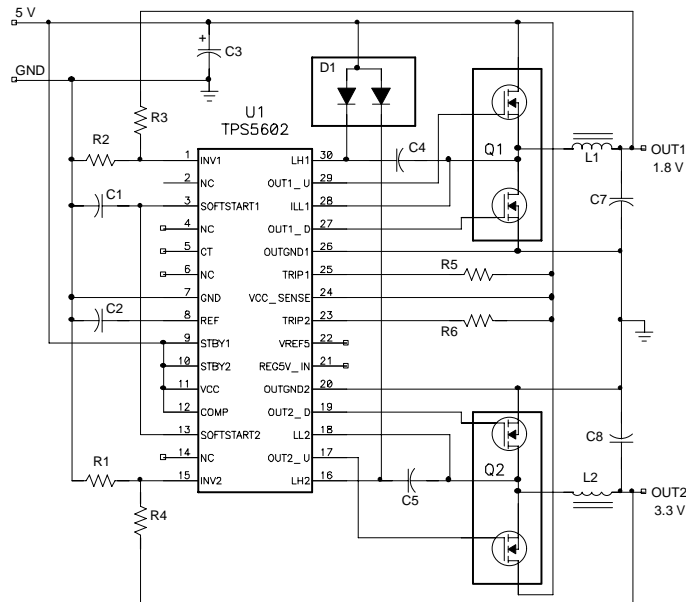 5 V
+
C3
GND
D1
R3
U1
TPS5602
R2
C4
Q1
L1
OUT1
1.8 V
C1
C7
1 INV1 LH1 30
2 NC OUT1_U 29
3 SOFTSTART1 ILL1 28
4 NC OUT1_D 27
5 CT OUTGND1 26
6 NC TRIP1 25
7 GND VCC_SENSE 24
8 REF TRIP2 23
9 STBY1 VREF5 22
10 STBY2 REG5V_IN 21
11 VCC OUTGND2 20
12 COMP OUT2_D 19
13 SOFTSTART2 LL2 18
14 NC OUT2_U 17
15 INV2 LH2 16
R5
C2
R6
C8
R1
Q2
L2
C5
OUT2
3.3 V
R4